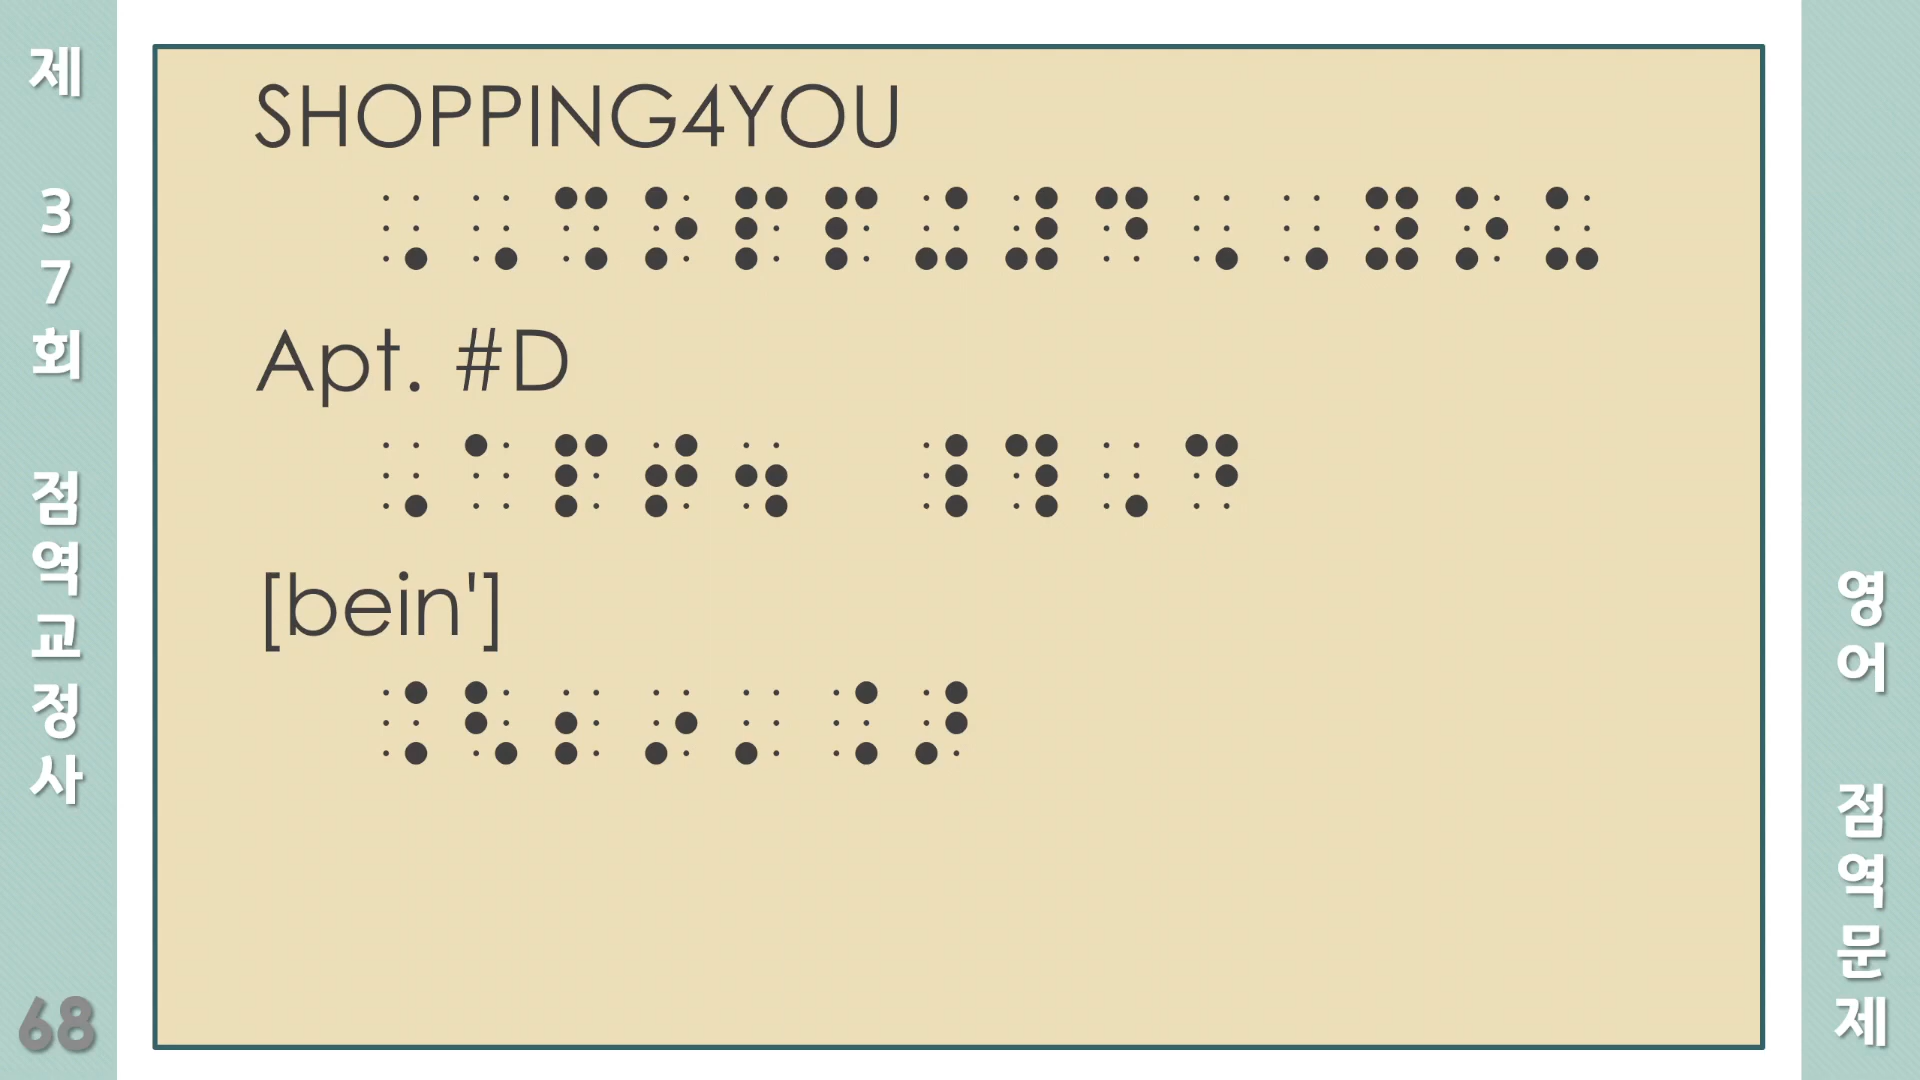 제 37회 점역교정사
SHOPPING4YOU
⠠⠠⠩⠕⠏⠏⠬⠼⠙⠠⠠⠽⠕⠥
Apt. #D
⠠⠁⠏⠞⠲ ⠸⠹⠠⠙
[bein']
⠨⠣⠆⠔⠄⠨⠜
영어 점역문제
68